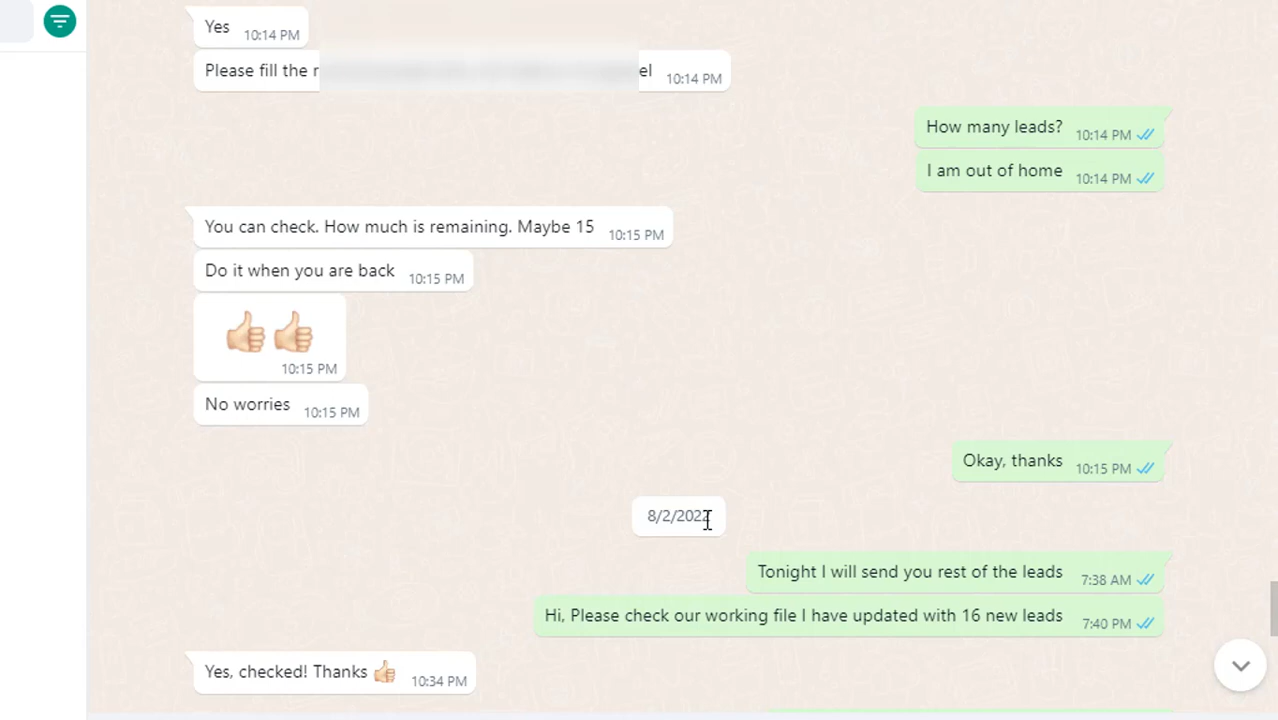 Yes 10:14 PM
Please fill the r el 10:14 PM
How many leads? 10:14 PM
I am out of home 10:14 PM
You can check. How much is remaining. Maybe 15 10:15 PM
Do it when you are back 10:15 PM
👍🏻👍🏻
10:15 PM
No worries 10:15 PM
Okay, thanks 10:15 PM
8/2/2022
Tonight I will send you rest of the leads 7:38 AM
Hi, Please check our working file I have updated with 16 new leads 7:40 PM
Yes, checked! Thanks 👍🏻 10:34 PM